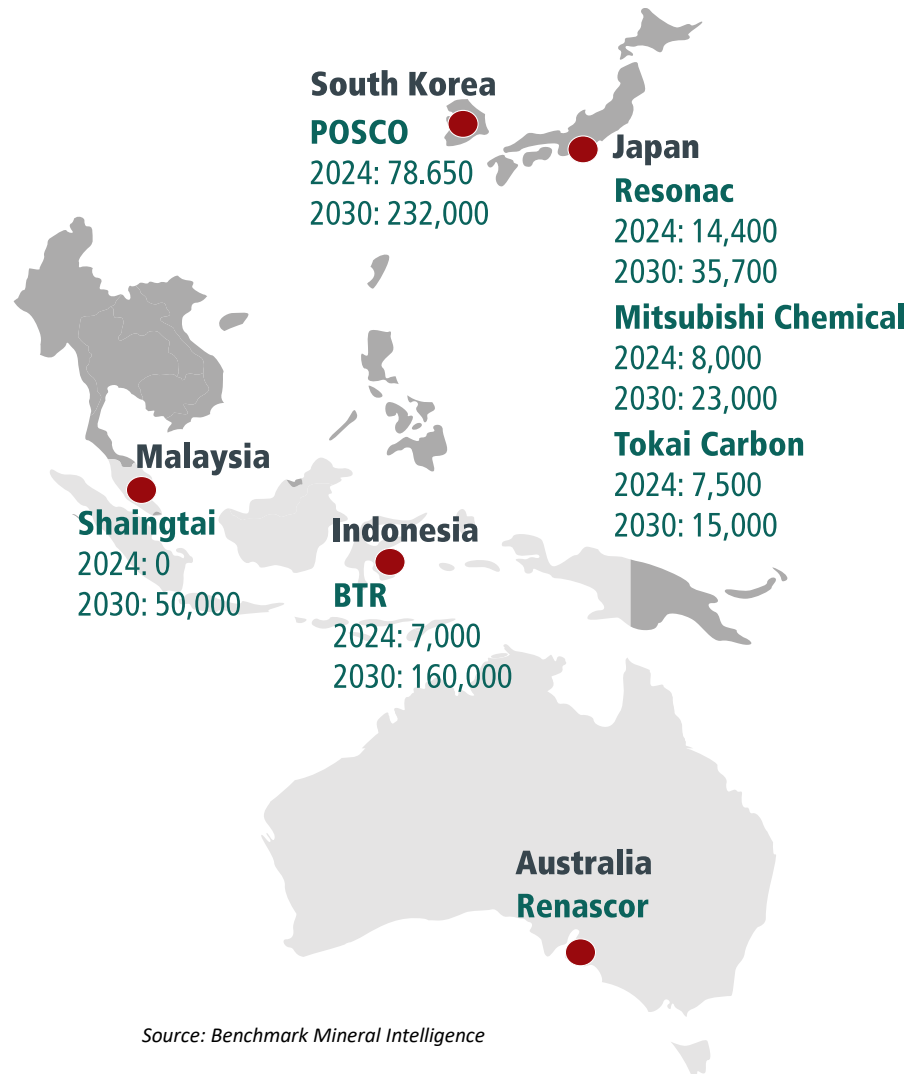 South Korea
POSCO
2024: 78.650
2030: 232,000
Japan
Resonac
2024: 14,400
2030: 35,700
Mitsubishi Chemical
2024: 8,000
2030: 23,000
Tokai Carbon
2024: 7,500
2030: 15,000
Malaysia
Shaingtai
2024: 0
2030: 50,000
Indonesia
BTR
2024: 7,000
2030: 160,000
Australia
Renascor
Source: Benchmark Mineral Intelligence